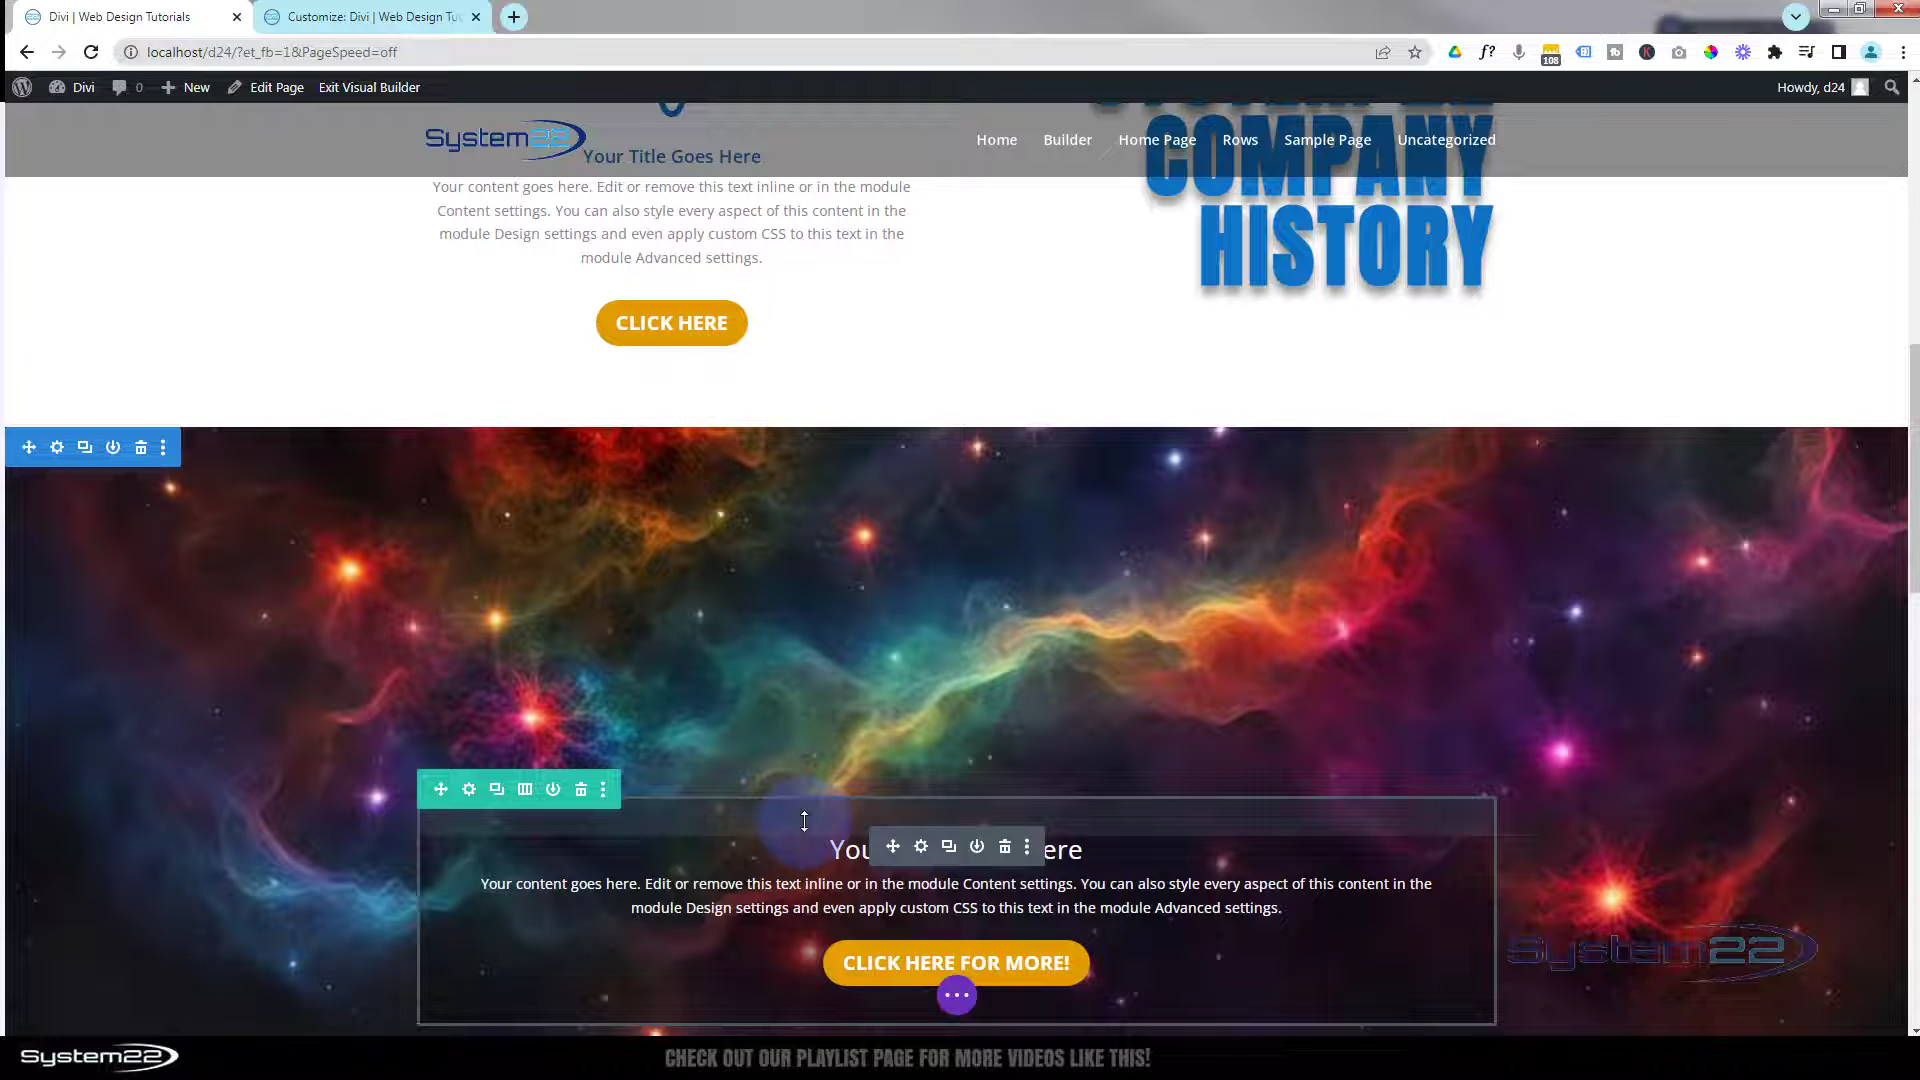 Divi | Web Design Tutorials
Customize: Divi | Web Design Tut
localhost/d24/?et_fb=1&PageSpeed=off
108
Divi
0
New
Edit Page
Exit Visual Builder
Howdy, d24
System22
Home
Builder
Home Page
Rows
Sample Page
Uncategorized
Your Title Goes Here
COMPANY
HISTORY
Your content goes here. Edit or remove this text inline or in the module
Content settings. You can also style every aspect of this content in the
module Design settings and even apply custom CSS to this text in the
module Advanced settings.
CLICK HERE
Your content goes here. Edit or remove this text inline or in the module Content settings. You can also style every aspect of this content in the
module Design settings and even apply custom CSS to this text in the module Advanced settings.
CLICK HERE FOR MORE!
System22
System22
CHECK OUT OUR PLAYLIST PAGE FOR MORE VIDEOS LIKE THIS!